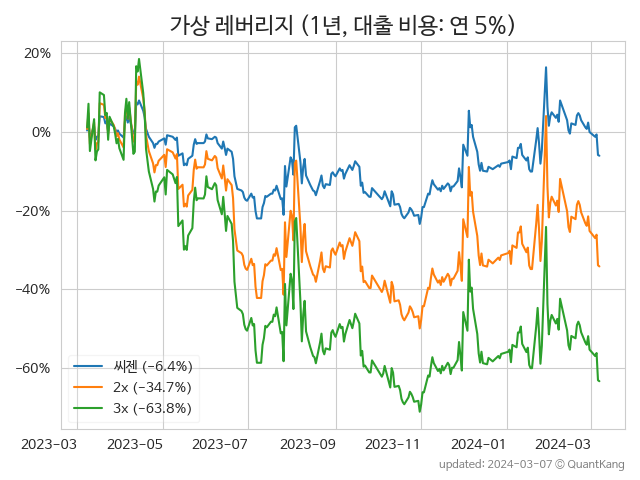 가상 레버리지 (1년, 대출 비용: 연 5%)
20%
0%
−20%
−40%
−60%
씨젠 (−6.4%)
2x (−34.7%)
3x (−63.8%)
2023−03 2023−05 2023−07 2023−09 2023−11 2024−01 2024−03
updated: 2024−03−07 © QuantKang